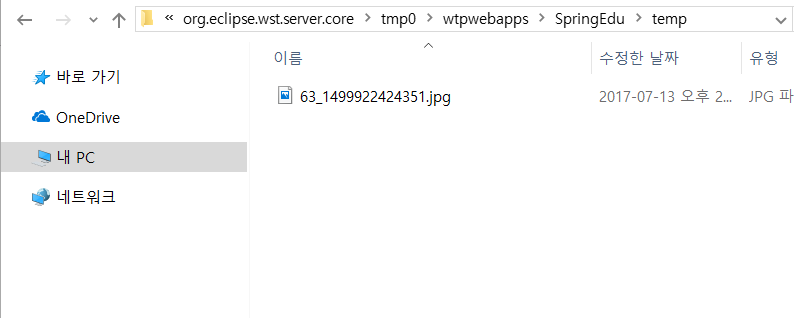 « org.eclipse.wst.server.core > tmp0 > wtpwebapps > SpringEdu > temp
이름 수정한 날짜 유형
바로 가기
63_1499922424351.jpg 2017-07-13 오후 2... JPG 파
OneDrive
내 PC
네트워크